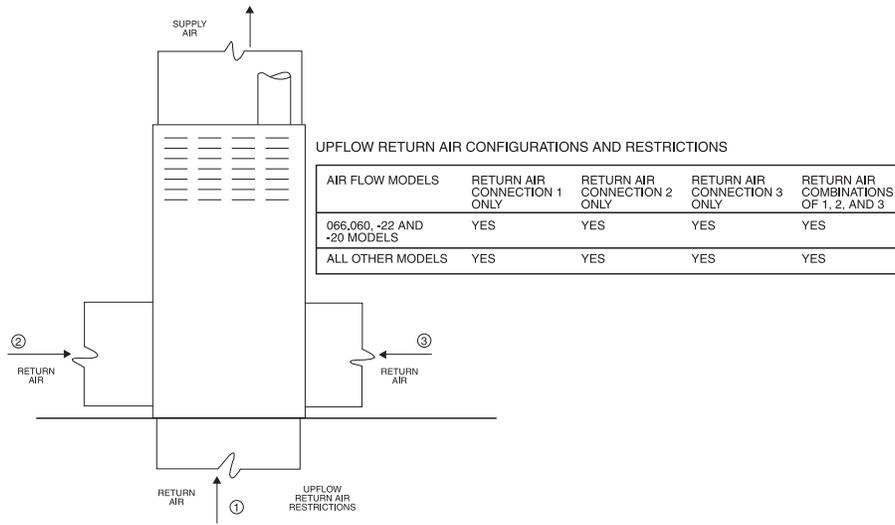 SUPPLY
AIR
UPFLOW RETURN AIR CONFIGURATIONS AND RESTRICTIONS
AIR FLOW MODELS RETURN AIR CONNECTION 1 ONLY RETURN AIR CONNECTION 2 ONLY RETURN AIR CONNECTION 3 ONLY RETURN AIR COMBINATIONS OF 1, 2, AND 3
066,060, -22 AND -20 MODELS YES YES YES YES
ALL OTHER MODELS YES YES YES YES
②
RETURN
AIR
③
RETURN
AIR
RETURN
AIR
①
UPFLOW
RETURN AIR
RESTRICTIONS